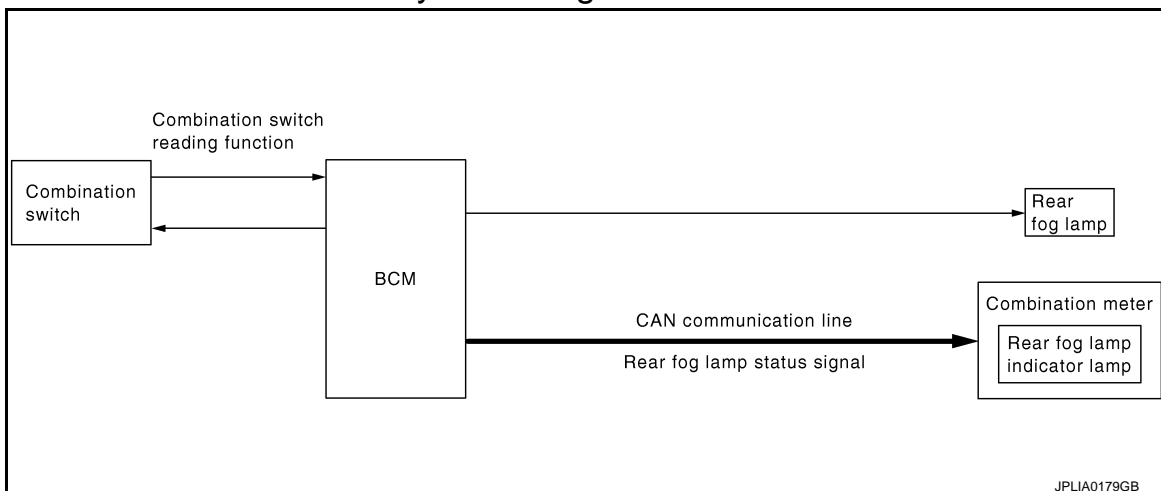 Combination switch
reading function
Combination
switch
BCM
Rear
fog lamp
CAN communication line
Rear fog lamp status signal
Combination meter
Rear fog lamp
indicator lamp
JPLIA0179GB